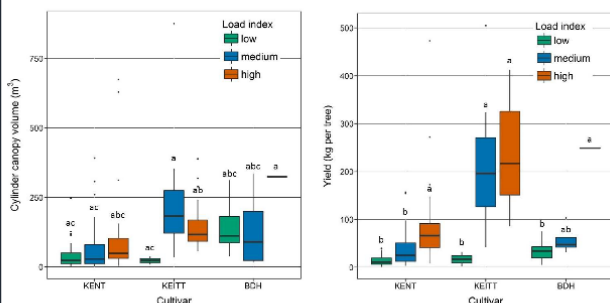 Load index
low
medium
high
750
500
250
0
Cylinder canopy volume (m³)
ac
ac
abc
ac
a
ab
abc
abc
a
KENT
KEITT
BDH
Cultivar
Load index
low
medium
high
500
400
300
200
100
0
Yield (kg per tree)
b
b
a
b
a
a
b
ab
a
KENT
KEITT
BDH
Cultivar